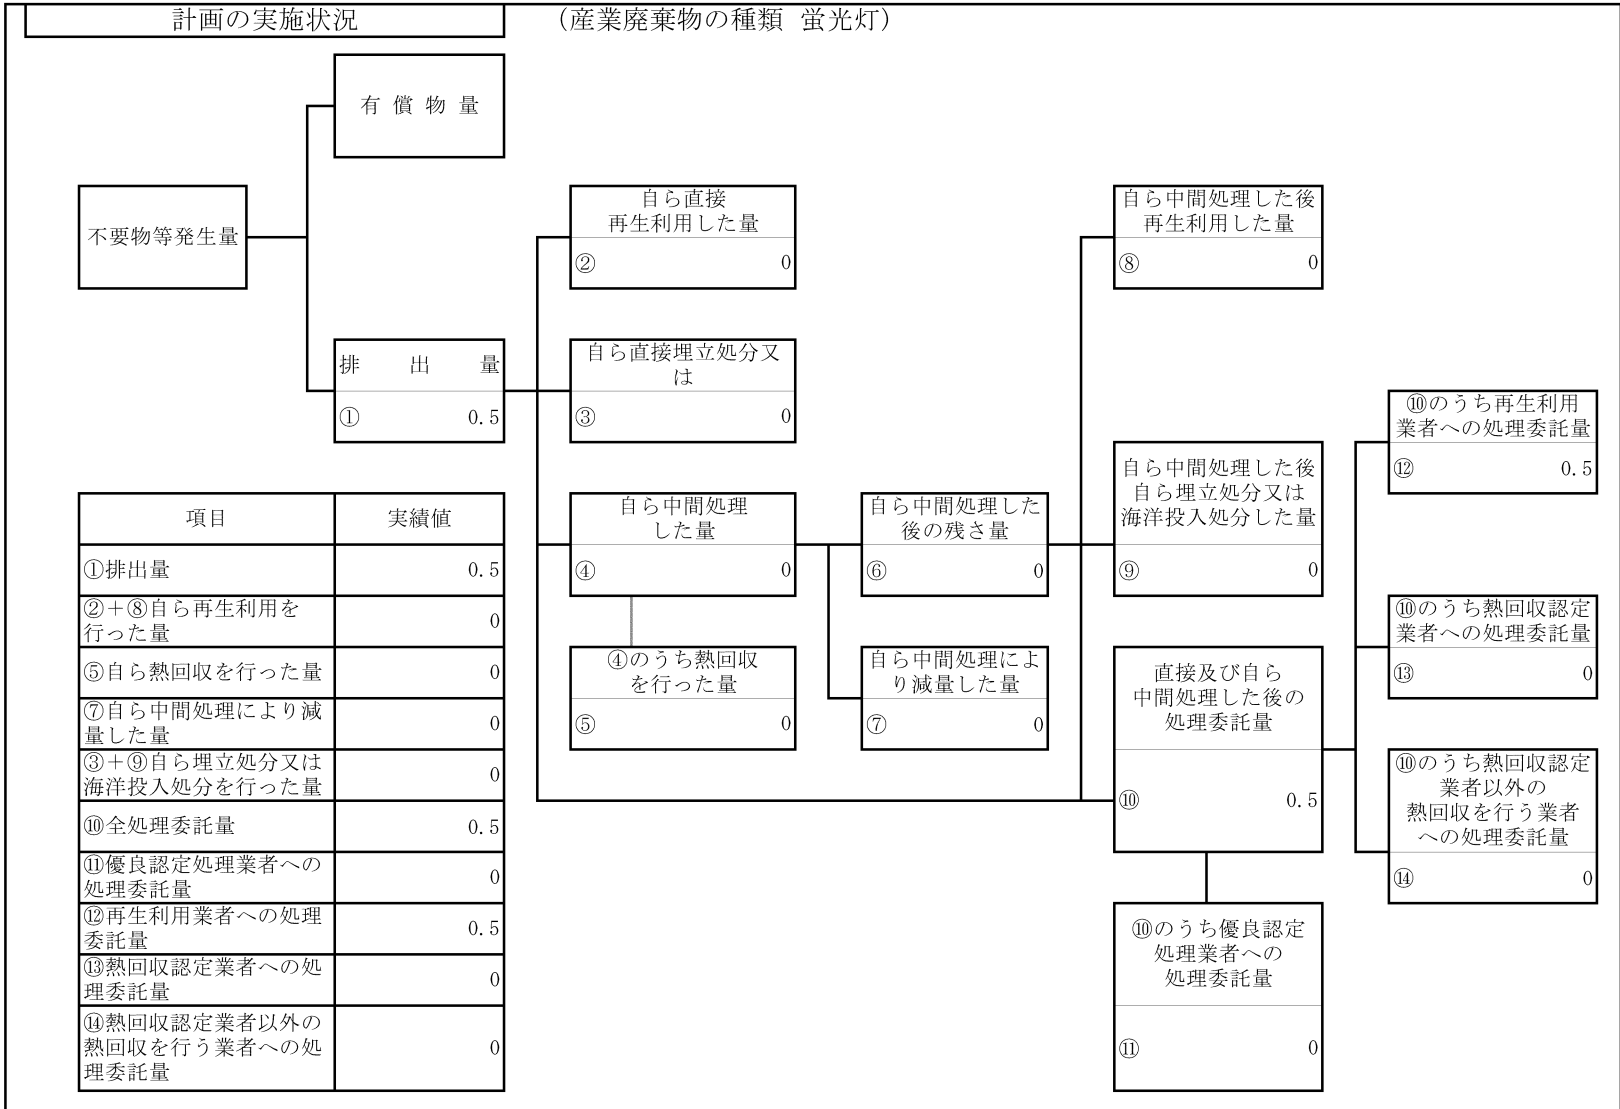 計画の実施状況
（産業廃棄物の種類 蛍光灯）
有 償 物 量
不要物等発生量
排 出 量
① 0.5
自ら直接
再生利用した量
② 0
自ら直接埋立処分又
は
③ 0
自ら中間処理
した量
④ 0
④のうち熱回収
を行った量
⑤ 0
自ら中間処理した
後の残さ量
⑥ 0
自ら中間処理によ
り減量した量
⑦ 0
自ら中間処理した後
再生利用した量
⑧ 0
自ら中間処理した後
自ら埋立処分又は
海洋投入処分した量
⑨ 0
直接及び自ら
中間処理した後の
処理委託量
⑩ 0.5
⑩のうち優良認定
処理業者への
処理委託量
⑪ 0
⑩のうち再生利用
業者への処理委託量
⑫ 0.5
⑩のうち熱回収認定
業者への処理委託量
⑬ 0
⑩のうち熱回収認定
業者以外の
熱回収を行う業者
への処理委託量
⑭ 0
項目 実績値
①排出量 0.5
②＋⑧自ら再生利用を
行った量 0
⑤自ら熱回収を行った量 0
⑦自ら中間処理により減
量した量 0
③＋⑨自ら埋立処分又は
海洋投入処分を行った量 0
⑩全処理委託量 0.5
⑪優良認定処理業者への
処理委託量 0
⑫再生利用業者への処理
委託量 0.5
⑬熱回収認定業者への処
理委託量 0
⑭熱回収認定業者以外の
熱回収を行う業者への処
理委託量 0